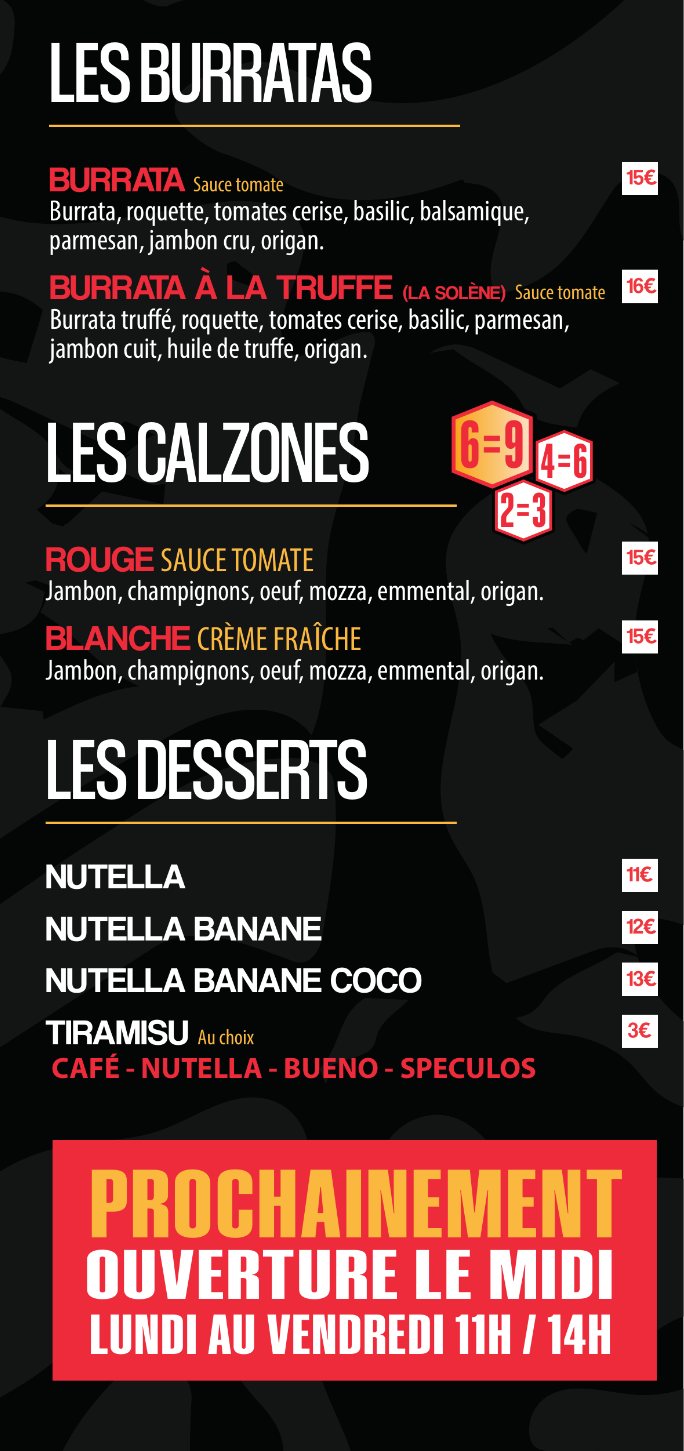 LES BURRATAS
BURRATA Sauce tomate 15€
Burrata, roquette, tomates cerise, basilic, balsamique,
parmesan, jambon cru, origan.
BURRATA À LA TRUFFE (LA SOLÈNE) Sauce tomate 16€
Burrata truffé, roquette, tomates cerise, basilic, parmesan,
jambon cuit, huile de truffe, origan.
LES CALZONES
6=9
4=6
2=3
ROUGE SAUCE TOMATE 15€
Jambon, champignons, oeuf, mozza, emmental, origan.
BLANCHE CRÈME FRAÎCHE 15€
Jambon, champignons, oeuf, mozza, emmental, origan.
LES DESSERTS
NUTELLA 11€
NUTELLA BANANE 12€
NUTELLA BANANE COCO 13€
TIRAMISU Au choix 3€
CAFÉ - NUTELLA - BUENO - SPECULOS
PROCHAINEMENT
OUVERTURE LE MIDI
LUNDI AU VENDREDI 11H / 14H